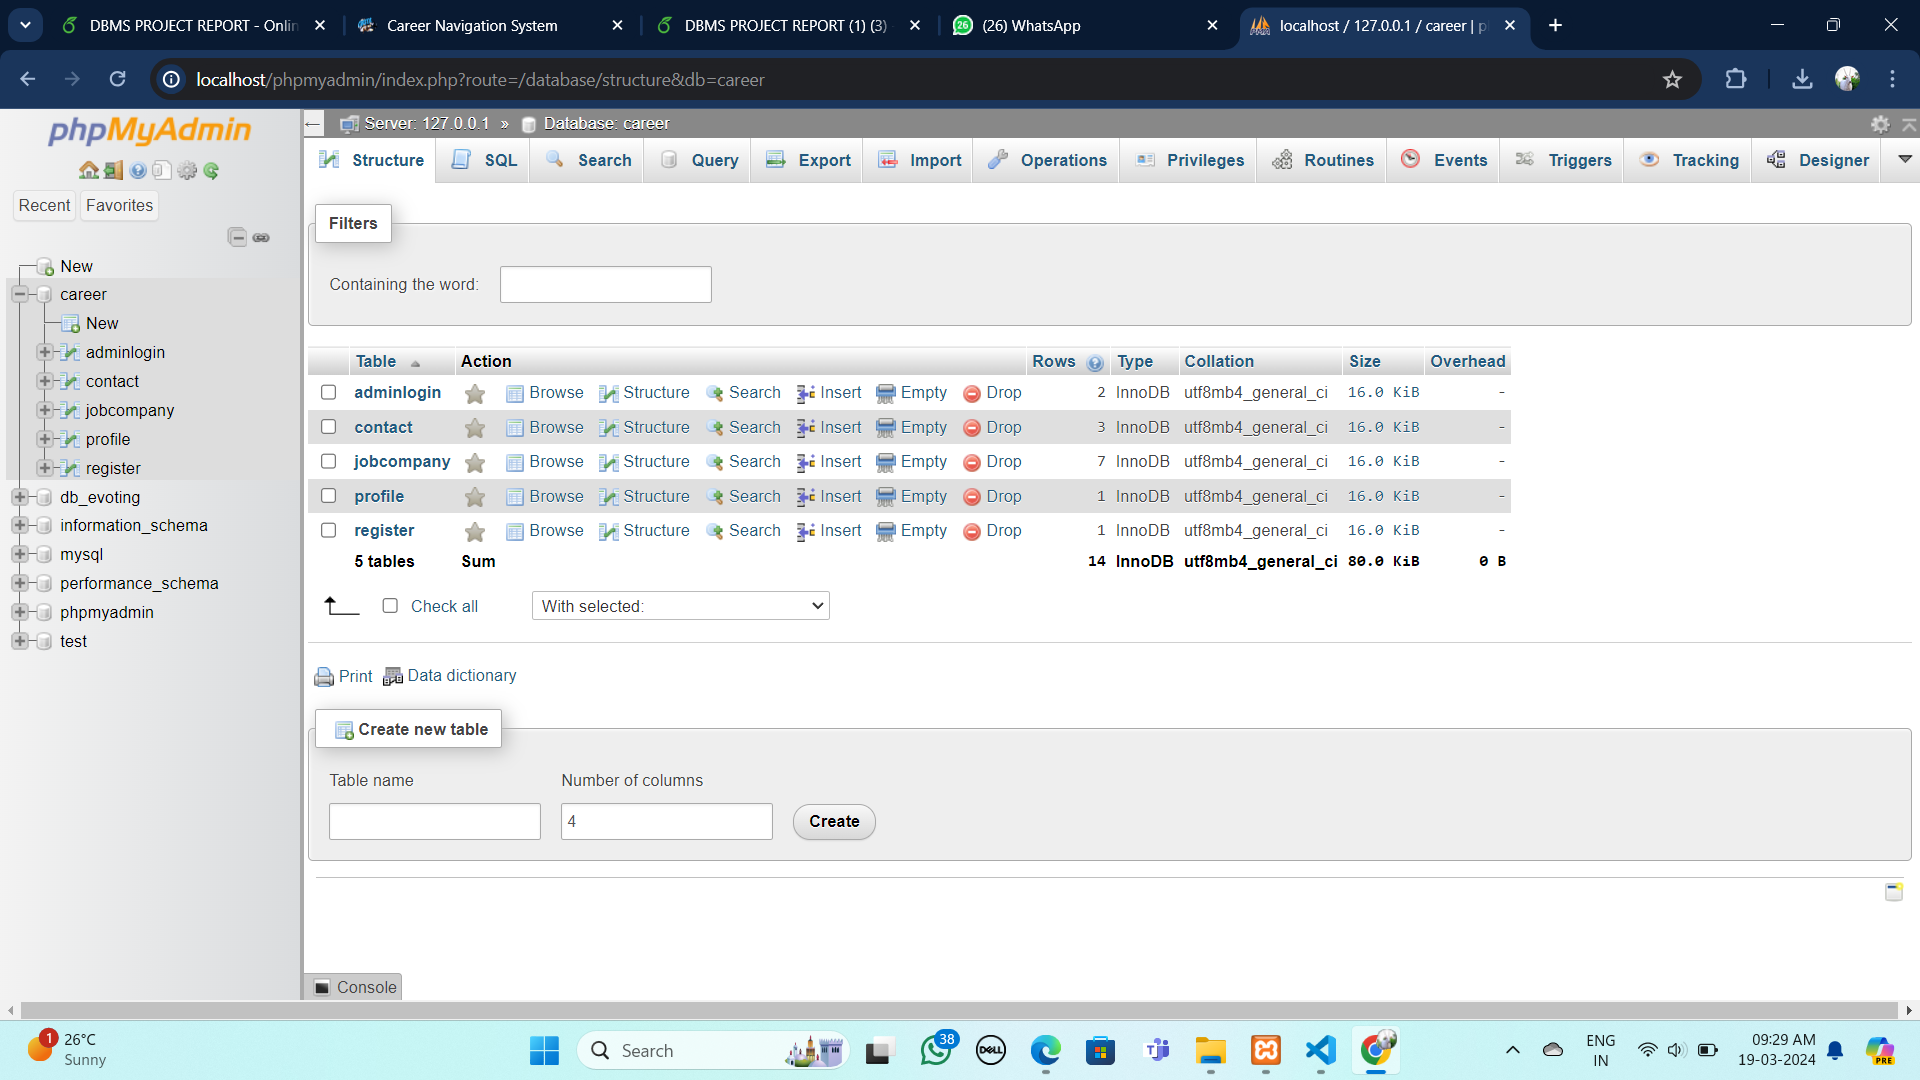 DBMS PROJECT REPORT - Onlin
Career Navigation System
DBMS PROJECT REPORT (1) (3)
26
(26) WhatsApp
localhost / 127.0.0.1 / career | p
localhost/phpmyadmin/index.php?route=/database/structure&db=career
phpMyAdmin
Recent
Favorites
New
career
New
adminlogin
contact
jobcompany
profile
register
db_evoting
information_schema
mysql
performance_schema
phpmyadmin
test
Server: 127.0.0.1 » Database: career
Structure SQL Search Query Export Import Operations Privileges Routines Events Triggers Tracking Designer
Filters
Containing the word:
Table Action Rows Type Collation Size Overhead
adminlogin Browse Structure Search Insert Empty Drop 2 InnoDB utf8mb4_general_ci 16.0 KiB -
contact Browse Structure Search Insert Empty Drop 3 InnoDB utf8mb4_general_ci 16.0 KiB -
jobcompany Browse Structure Search Insert Empty Drop 7 InnoDB utf8mb4_general_ci 16.0 KiB -
profile Browse Structure Search Insert Empty Drop 1 InnoDB utf8mb4_general_ci 16.0 KiB -
register Browse Structure Search Insert Empty Drop 1 InnoDB utf8mb4_general_ci 16.0 KiB -
5 tables Sum 14 InnoDB utf8mb4_general_ci 80.0 KiB 0 B
Check all With selected:
Print Data dictionary
Create new table
Table name Number of columns
4 Create
Console
1
26°C
Sunny
Search
38
DELL
ENG
IN
09:29 AM
19-03-2024
PRE